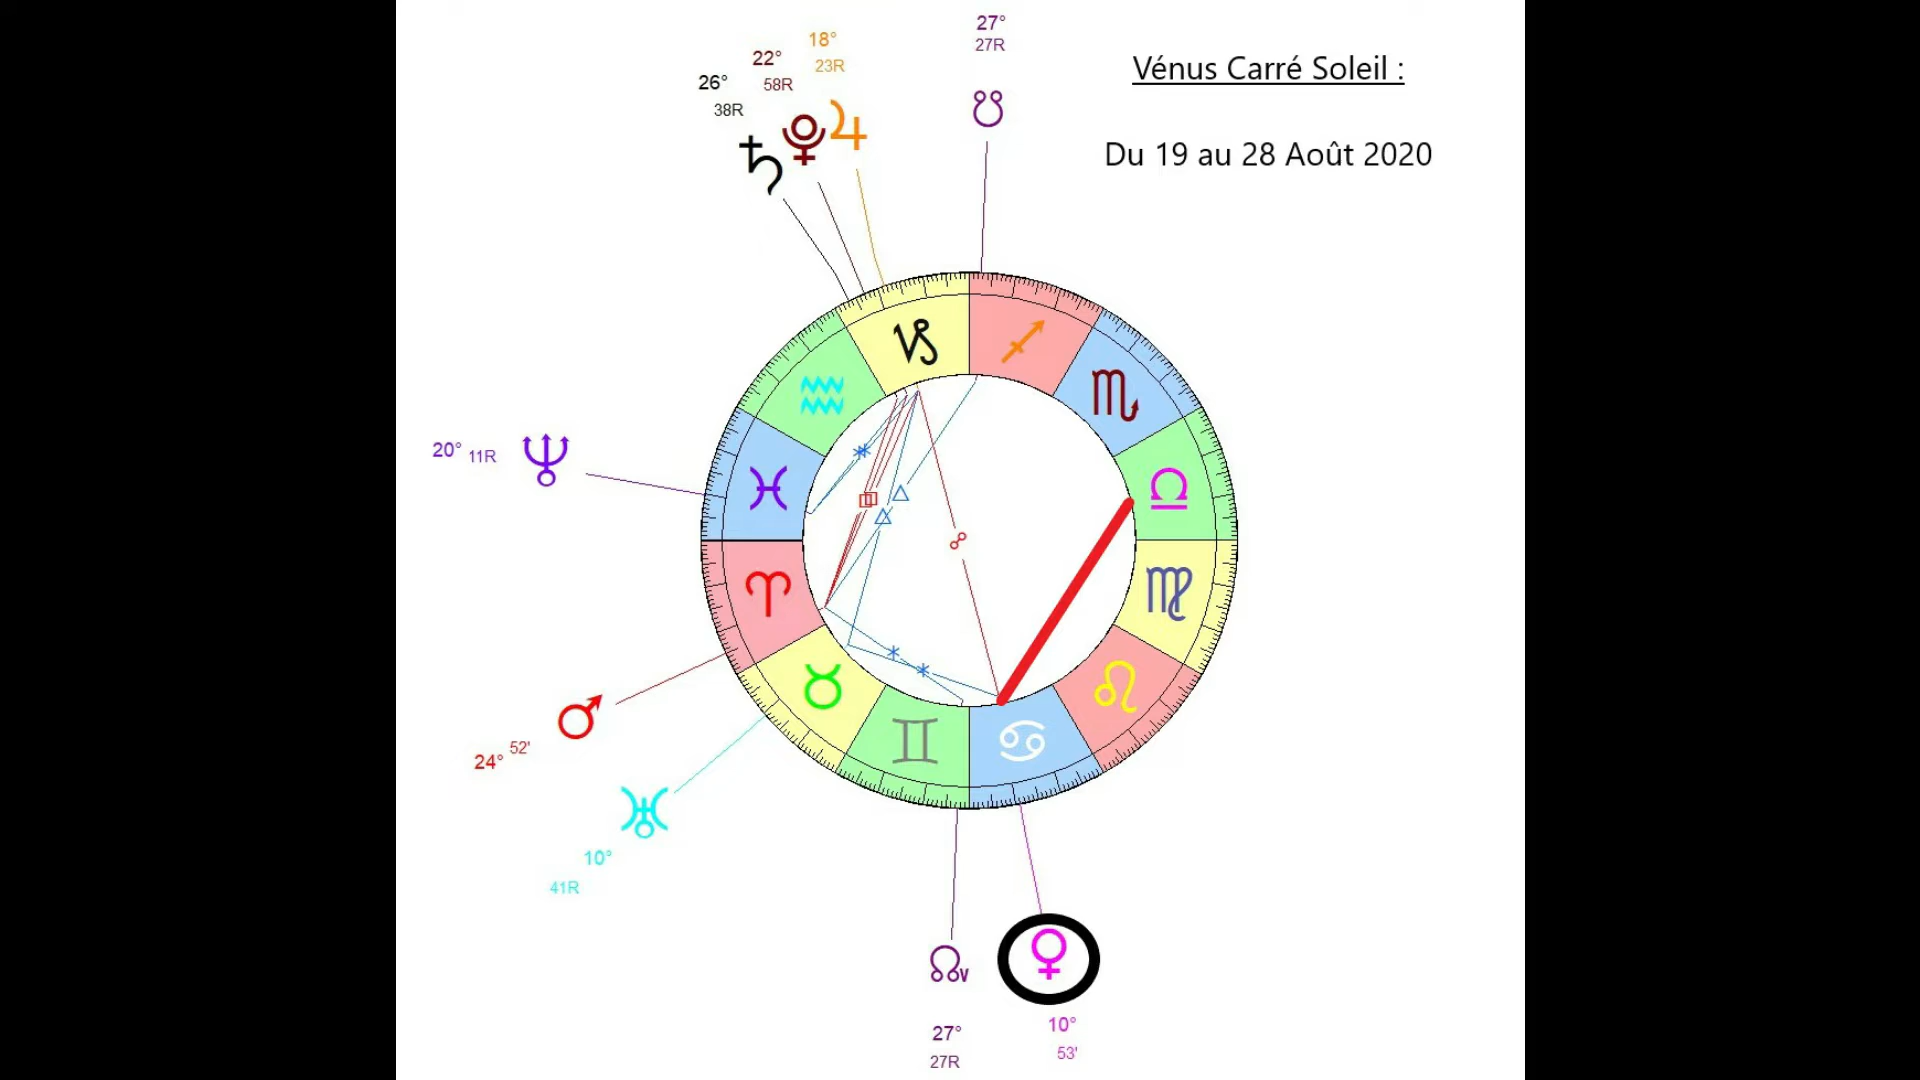 27°
27R
18°
23R
22°
58R
26°
38R
Vénus Carré Soleil :
Du 19 au 28 Août 2020
20° 11R
24° 52'
10°
41R
V
27°
27R
10°
53'